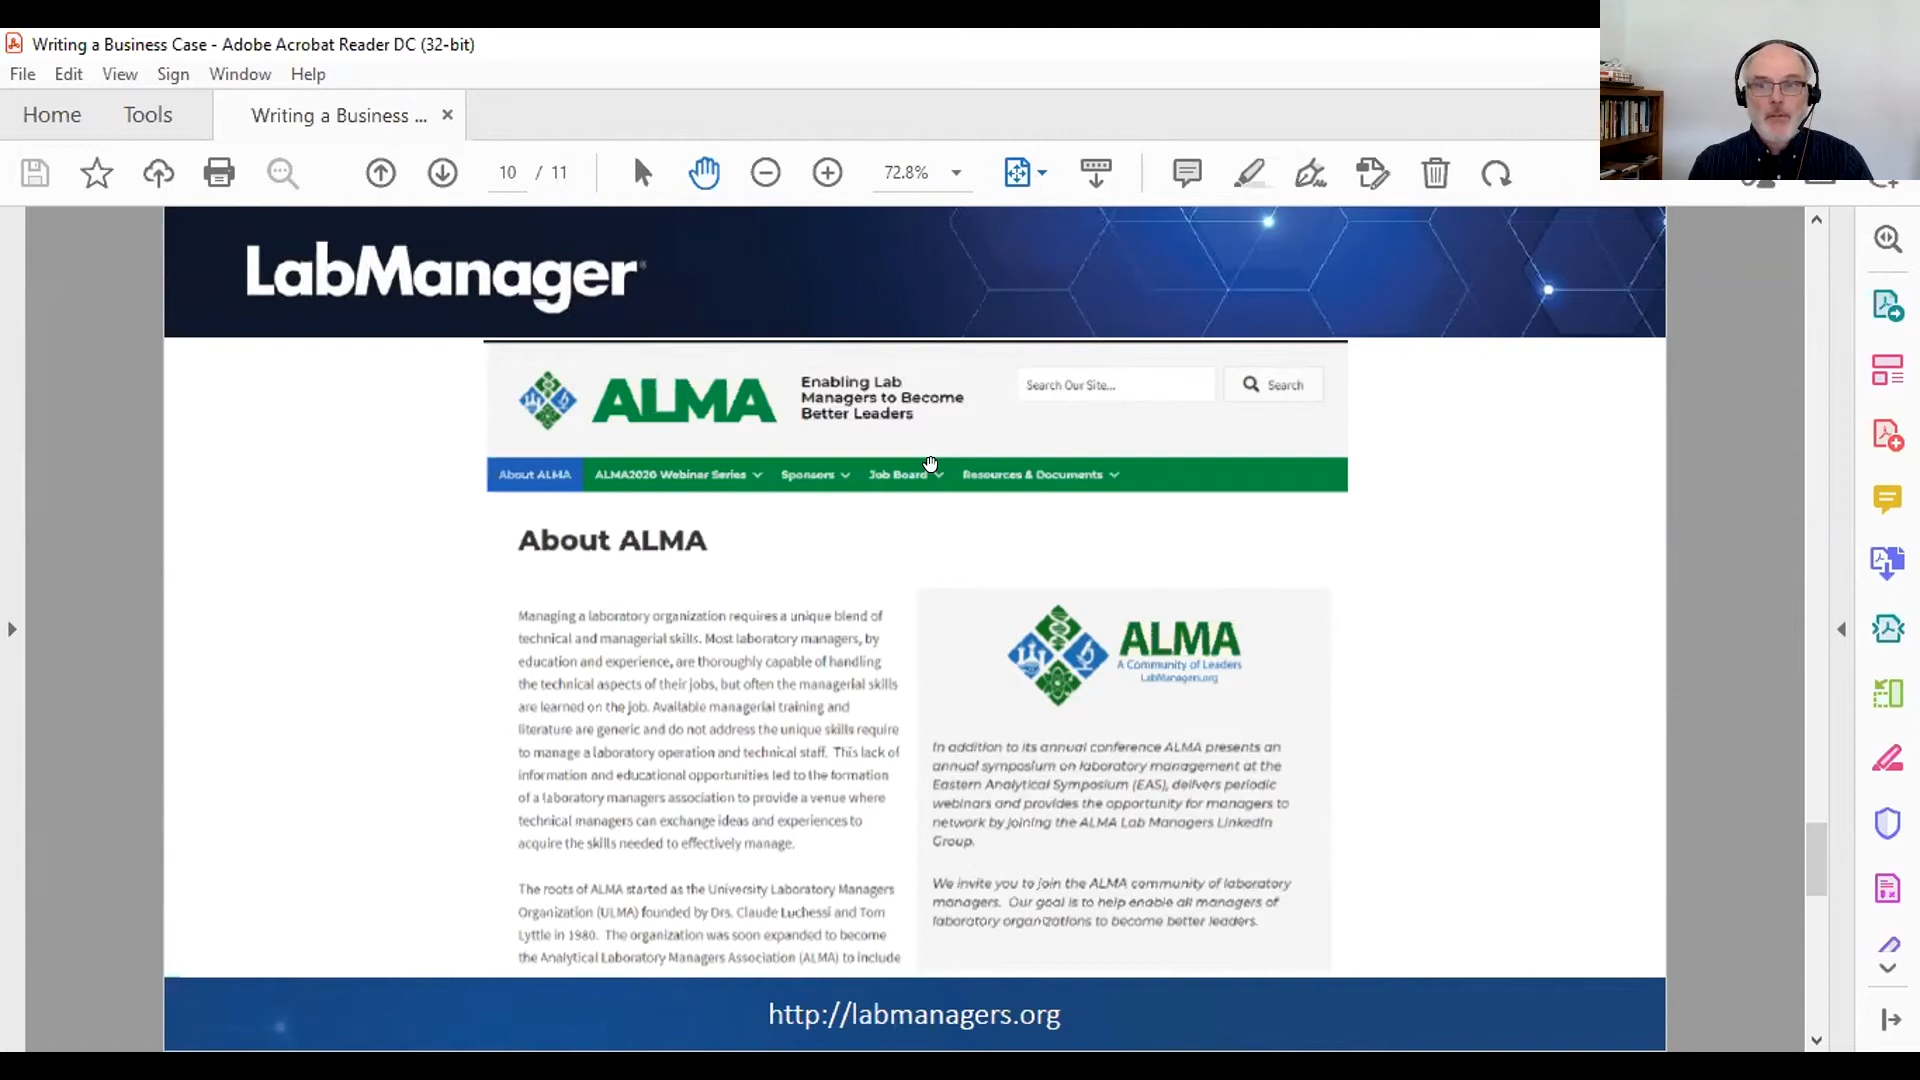 Writing a Business Case - Adobe Acrobat Reader DC (32-bit)
File Edit View Sign Window Help
Home Tools Writing a Business ... ×
10 / 11 72.8%
LabManager
ALMA
Enabling Lab
Managers to Become
Better Leaders
Search Our Site...
Search
About ALMA ALMA2020 Webinar Series Sponsors Job Board Resources & Documents
About ALMA
Managing a laboratory organization requires a unique blend of
technical and managerial skills. Most laboratory managers, by
education and experience, are thoroughly capable of handling
the technical aspects of their jobs, but often the managerial skills
are learned on the job. Available managerial training and
literature are generic and do not address the unique skills require
to manage a laboratory operation and technical staff. This lack of
information and educational opportunities led to the formation
of a laboratory managers association to provide a venue where
technical managers can exchange ideas and experiences to
acquire the skills needed to effectively manage.
The roots of ALMA started as the University Laboratory Managers
Organization (ULMA) founded by Drs. Claude Luchessi and Tom
Lyttle in 1980. The organization was soon expanded to become
the Analytical Laboratory Managers Association (ALMA) to include
ALMA
A Community of Leaders
LabManagers.org
In addition to its annual conference ALMA presents an
annual symposium on laboratory management at the
Eastern Analytical Symposium (EAS), delivers periodic
webinars and provides the opportunity for managers to
network by joining the ALMA Lab Managers LinkedIn
Group.
We invite you to join the ALMA community of laboratory
managers. Our goal is to help enable all managers of
laboratory organizations to become better leaders.
http://labmanagers.org